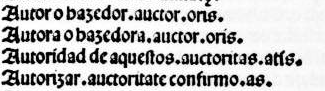 Autor o hazedor.auctor.oris.
Autora o hazedora.auctor.oris.
Autoridad de aquestos.auctoritas.atis.
Autorizar.auctoritate confirmo.as.